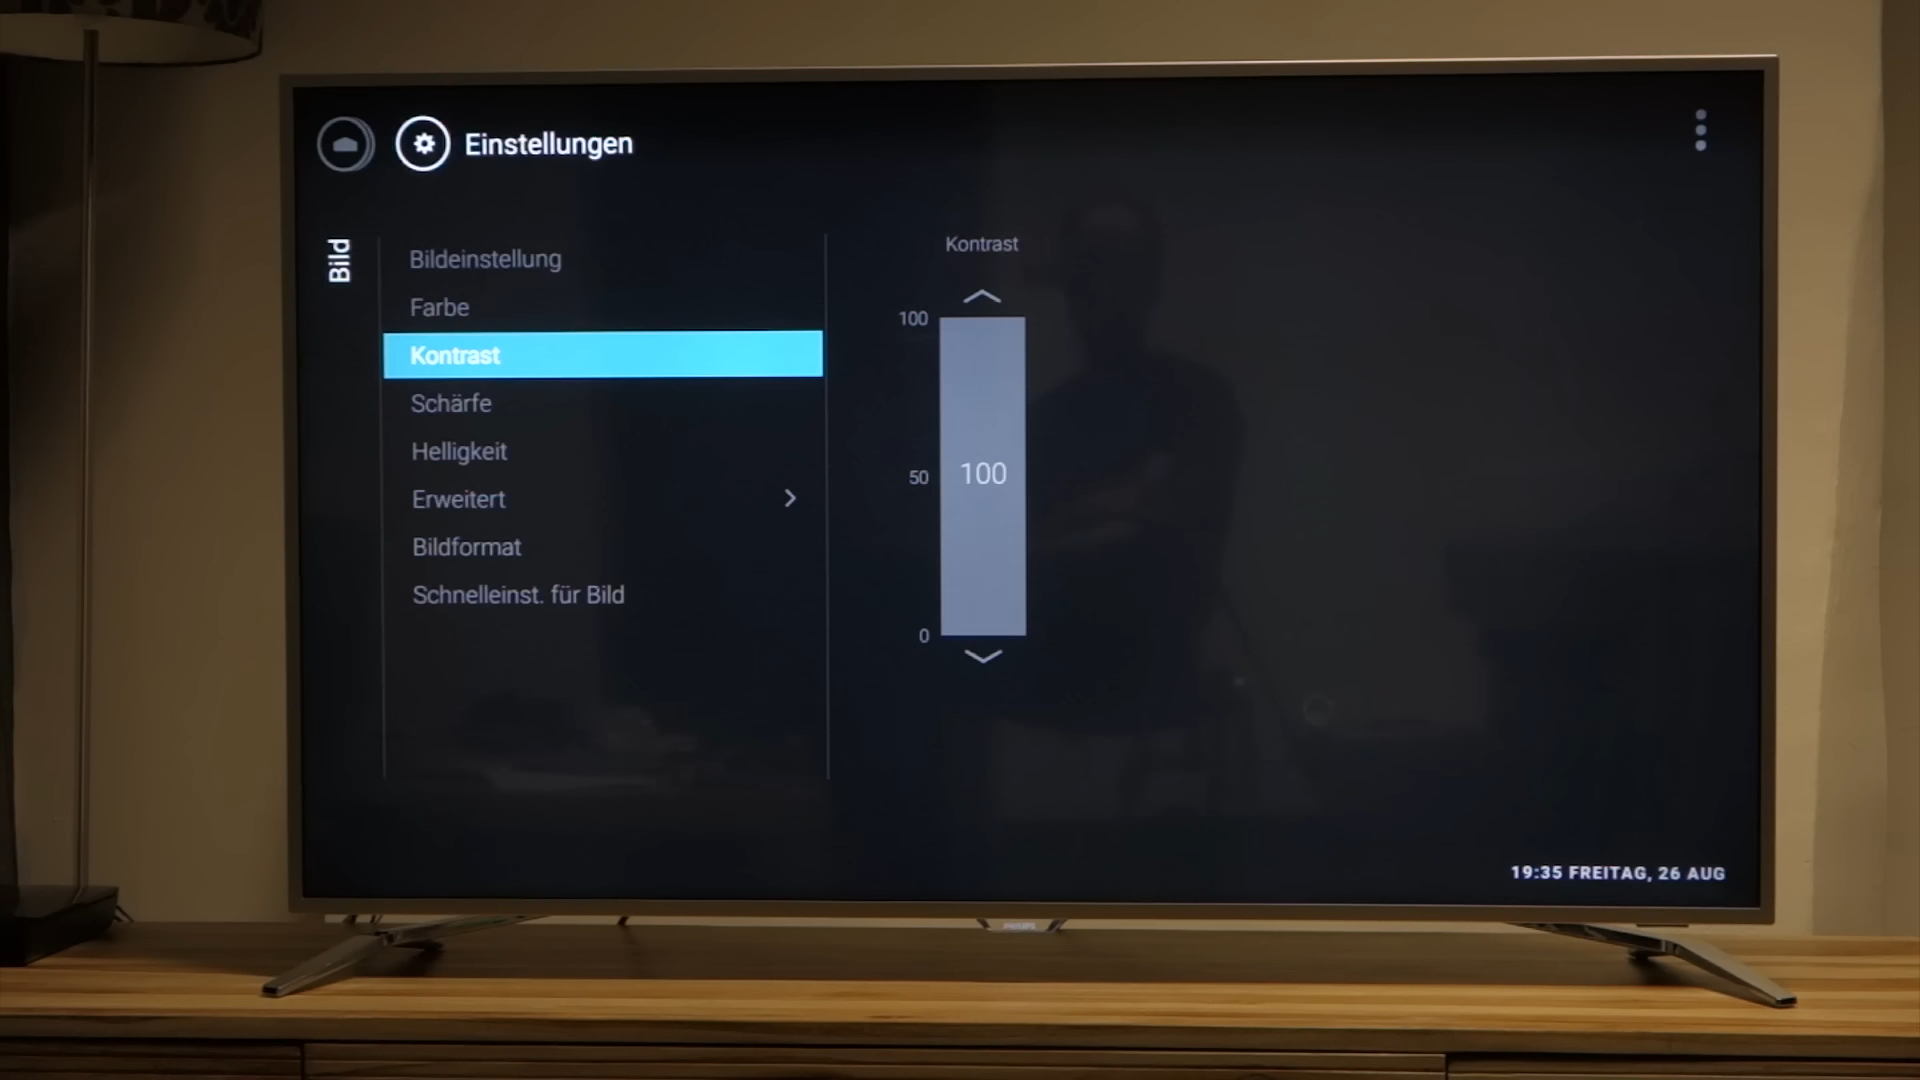 Einstellungen
Bild
Bildeinstellung
Farbe
Kontrast
Schärfe
Helligkeit
Erweitert
Bildformat
Schnelleinst. für Bild
Kontrast
100
50
100
0
19:35 FREITAG, 26 AUG
PHILIPS